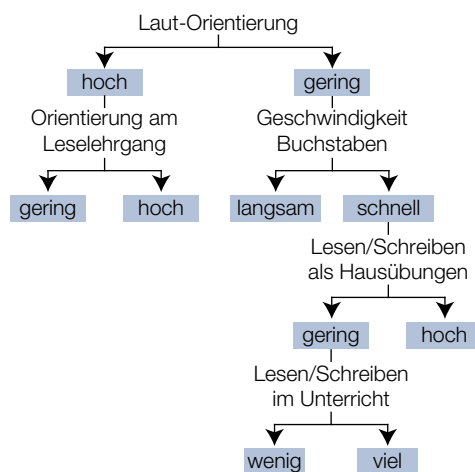 Laut-Orientierung
hoch gering
Orientierung am
Leselehrgang
Geschwindigkeit
Buchstaben
gering hoch langsam schnell
Lesen/Schreiben
als Hausübungen
gering hoch
Lesen/Schreiben
im Unterricht
wenig viel